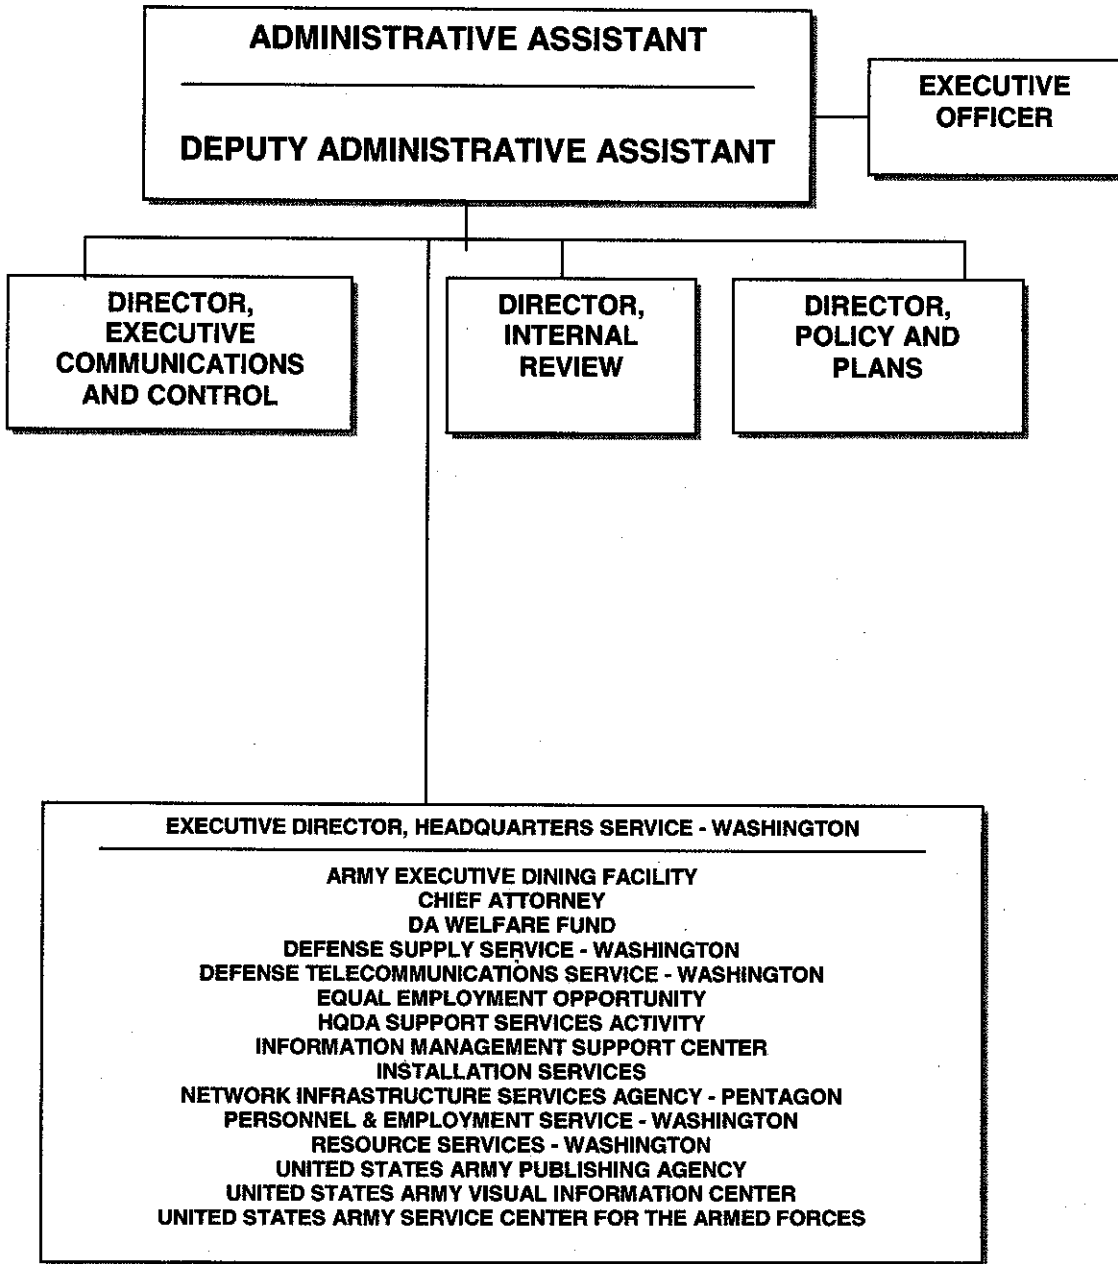 ADMINISTRATIVE ASSISTANT
DEPUTY ADMINISTRATIVE ASSISTANT
EXECUTIVE
OFFICER
DIRECTOR,
EXECUTIVE
COMMUNICATIONS
AND CONTROL
DIRECTOR,
INTERNAL
REVIEW
DIRECTOR,
POLICY AND
PLANS
EXECUTIVE DIRECTOR, HEADQUARTERS SERVICE - WASHINGTON
ARMY EXECUTIVE DINING FACILITY
CHIEF ATTORNEY
DA WELFARE FUND
DEFENSE SUPPLY SERVICE - WASHINGTON
DEFENSE TELECOMMUNICATIONS SERVICE - WASHINGTON
EQUAL EMPLOYMENT OPPORTUNITY
HQDA SUPPORT SERVICES ACTIVITY
INFORMATION MANAGEMENT SUPPORT CENTER
INSTALLATION SERVICES
NETWORK INFRASTRUCTURE SERVICES AGENCY - PENTAGON
PERSONNEL & EMPLOYMENT SERVICE - WASHINGTON
RESOURCE SERVICES - WASHINGTON
UNITED STATES ARMY PUBLISHING AGENCY
UNITED STATES ARMY VISUAL INFORMATION CENTER
UNITED STATES ARMY SERVICE CENTER FOR THE ARMED FORCES